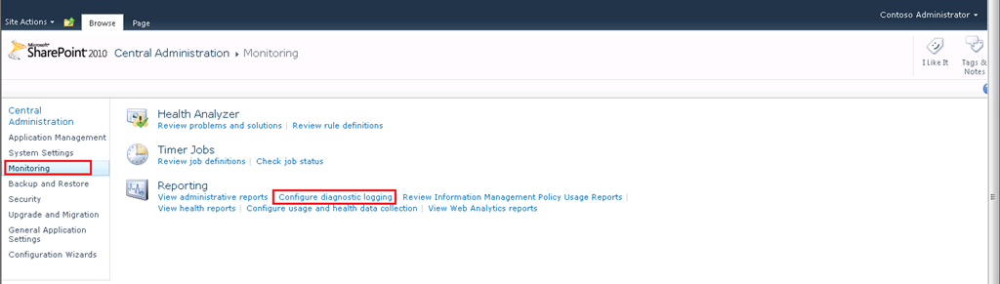 Site Actions Browse Page Contoso Administrator
Microsoft
SharePoint 2010 Central Administration ▸ Monitoring
I Like It Tags & Notes
Central Administration
Application Management
System Settings
Monitoring
Backup and Restore
Security
Upgrade and Migration
General Application Settings
Configuration Wizards
Health Analyzer
Review problems and solutions | Review rule definitions
Timer Jobs
Review job definitions | Check job status
Reporting
View administrative reports | Configure diagnostic logging | Review Information Management Policy Usage Reports |
View health reports | Configure usage and health data collection | View Web Analytics reports